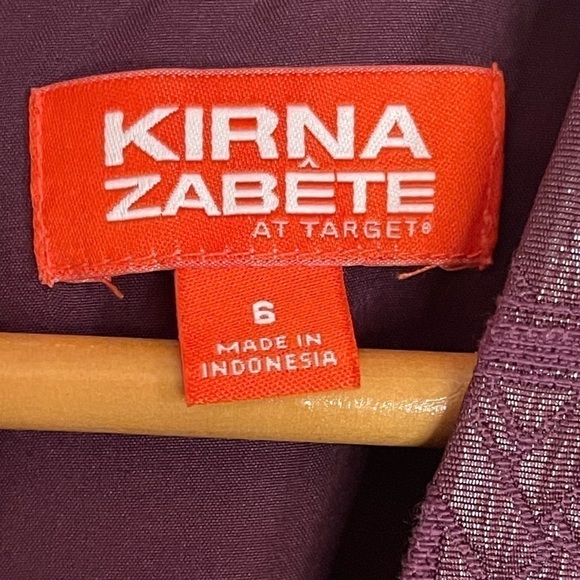 KIRNA
ZABÊTE
AT TARGET®
6
MADE IN
INDONESIA